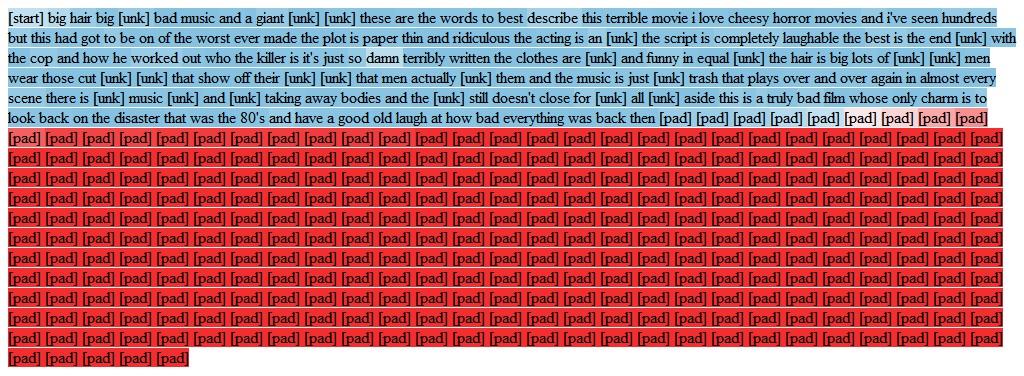 [start] big hair big [unk] bad music and a giant [unk] [unk] these are the words to best describe this terrible movie i love cheesy horror movies and i've seen hundreds
but this had got to be on of the worst ever made the plot is paper thin and ridiculous the acting is an [unk] the script is completely laughable the best is the end [unk] with
the cop and how he worked out who the killer is it's just so damn terribly written the clothes are [unk] and funny in equal [unk] the hair is big lots of [unk] [unk] men
wear those cut [unk] [unk] that show off their [unk] [unk] that men actually [unk] them and the music is just [unk] trash that plays over and over again in almost every
scene there is [unk] music [unk] and [unk] taking away bodies and the [unk] still doesn't close for [unk] all [unk] aside this is a truly bad film whose only charm is to
look back on the disaster that was the 80's and have a good old laugh at how bad everything was back then [pad] [pad] [pad] [pad] [pad] [pad] [pad] [pad] [pad]
[pad] [pad] [pad] [pad] [pad] [pad] [pad] [pad] [pad] [pad] [pad] [pad] [pad] [pad] [pad] [pad] [pad] [pad] [pad] [pad] [pad] [pad] [pad] [pad] [pad] [pad] [pad]
[pad] [pad] [pad] [pad] [pad] [pad] [pad] [pad] [pad] [pad] [pad] [pad] [pad] [pad] [pad] [pad] [pad] [pad] [pad] [pad] [pad] [pad] [pad] [pad] [pad] [pad] [pad]
[pad] [pad] [pad] [pad] [pad] [pad] [pad] [pad] [pad] [pad] [pad] [pad] [pad] [pad] [pad] [pad] [pad] [pad] [pad] [pad] [pad] [pad] [pad] [pad] [pad] [pad] [pad]
[pad] [pad] [pad] [pad] [pad] [pad] [pad] [pad] [pad] [pad] [pad] [pad] [pad] [pad] [pad] [pad] [pad] [pad] [pad] [pad] [pad] [pad] [pad] [pad] [pad] [pad] [pad]
[pad] [pad] [pad] [pad] [pad] [pad] [pad] [pad] [pad] [pad] [pad] [pad] [pad] [pad] [pad] [pad] [pad] [pad] [pad] [pad] [pad] [pad] [pad] [pad] [pad] [pad] [pad]
[pad] [pad] [pad] [pad] [pad] [pad] [pad] [pad] [pad] [pad] [pad] [pad] [pad] [pad] [pad] [pad] [pad] [pad] [pad] [pad] [pad] [pad] [pad] [pad] [pad] [pad] [pad]
[pad] [pad] [pad] [pad] [pad] [pad] [pad] [pad] [pad] [pad] [pad] [pad] [pad] [pad] [pad] [pad] [pad] [pad] [pad] [pad] [pad] [pad] [pad] [pad] [pad] [pad] [pad]
[pad] [pad] [pad] [pad] [pad] [pad] [pad] [pad] [pad] [pad] [pad] [pad] [pad] [pad] [pad] [pad] [pad] [pad] [pad] [pad] [pad] [pad] [pad] [pad] [pad] [pad] [pad]
[pad] [pad] [pad] [pad] [pad] [pad] [pad] [pad] [pad] [pad] [pad] [pad] [pad] [pad] [pad] [pad] [pad] [pad] [pad] [pad] [pad] [pad] [pad] [pad] [pad] [pad] [pad]
[pad] [pad] [pad] [pad] [pad] [pad] [pad] [pad] [pad] [pad] [pad] [pad] [pad] [pad] [pad] [pad] [pad] [pad] [pad] [pad] [pad] [pad] [pad] [pad] [pad] [pad] [pad]
[pad] [pad] [pad] [pad] [pad] [pad] [pad] [pad] [pad] [pad] [pad] [pad] [pad] [pad] [pad] [pad] [pad] [pad] [pad] [pad] [pad] [pad] [pad] [pad] [pad] [pad] [pad]
[pad] [pad] [pad] [pad] [pad]